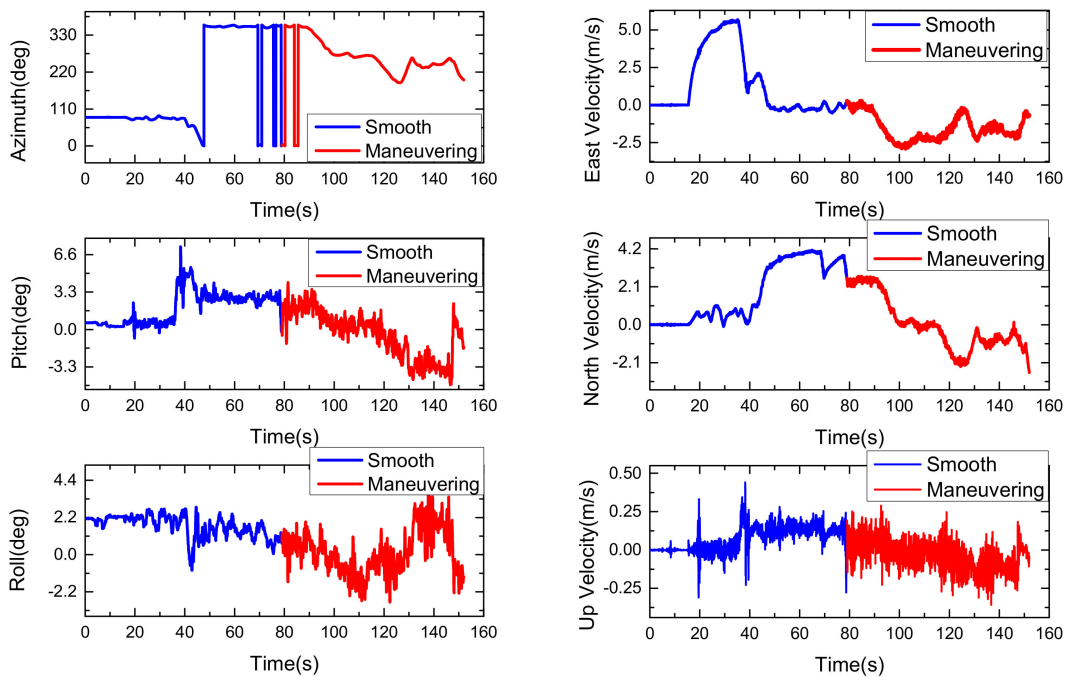 Azimuth(deg)
330
220
110
0
Smooth
Maneuvering
0 20 40 60 80 100 120 140 160
Time(s)
East Velocity(m/s)
5.0
2.5
0.0
-2.5
Smooth
Maneuvering
0 20 40 60 80 100 120 140 160
Time(s)
Pitch(deg)
6.6
3.3
0.0
-3.3
Smooth
Maneuvering
0 20 40 60 80 100 120 140 160
Time(s)
North Velocity(m/s)
4.2
2.1
0.0
-2.1
Smooth
Maneuvering
0 20 40 60 80 100 120 140 160
Time(s)
Roll(deg)
4.4
2.2
0.0
-2.2
Smooth
Maneuvering
0 20 40 60 80 100 120 140 160
Time(s)
Up Velocity(m/s)
0.50
0.25
0.00
-0.25
Smooth
Maneuvering
0 20 40 60 80 100 120 140 160
Time(s)